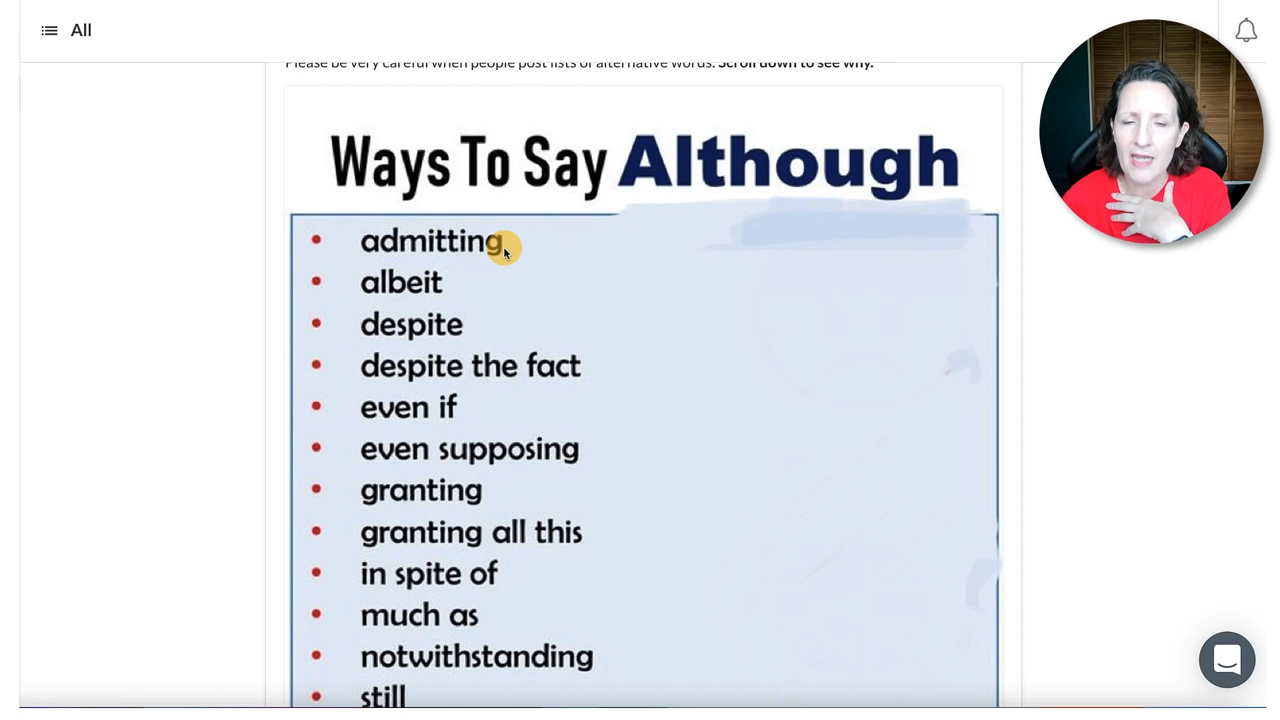 All
Please be very careful when people post lists of alternative words. Scroll down to see why.
Ways To Say Although
• admitting
• albeit
• despite
• despite the fact
• even if
• even supposing
• granting
• granting all this
• in spite of
• much as
• notwithstanding
• still